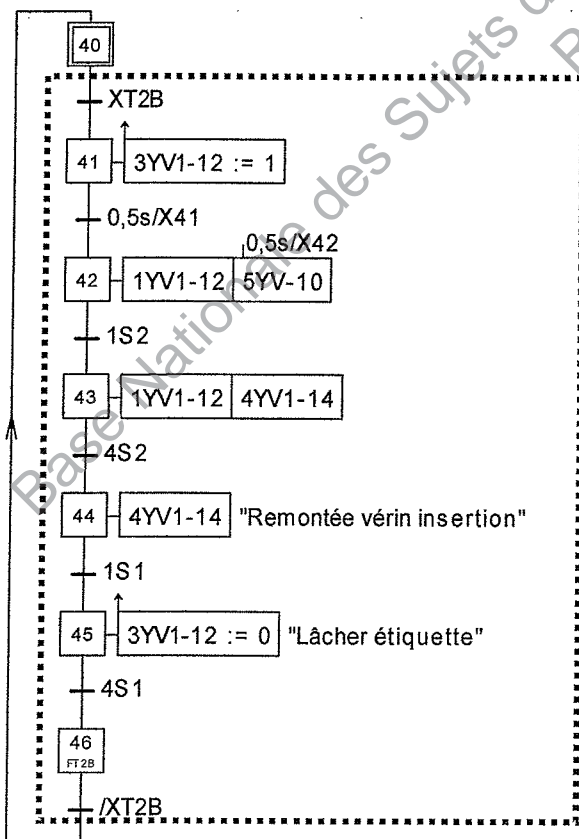 40
XT2B
41 3YV1-12 := 1
0,5s/X41
0,5s/X42
42 1YV1-12 5YV-10
1S2
43 1YV1-12 4YV1-14
4S2
44 4YV1-14 "Remontée vérin insertion"
1S1
45 3YV1-12 := 0 "Lâcher étiquette"
4S1
46
FT2B
/XT2B
Base Nationale des Sujets d
B